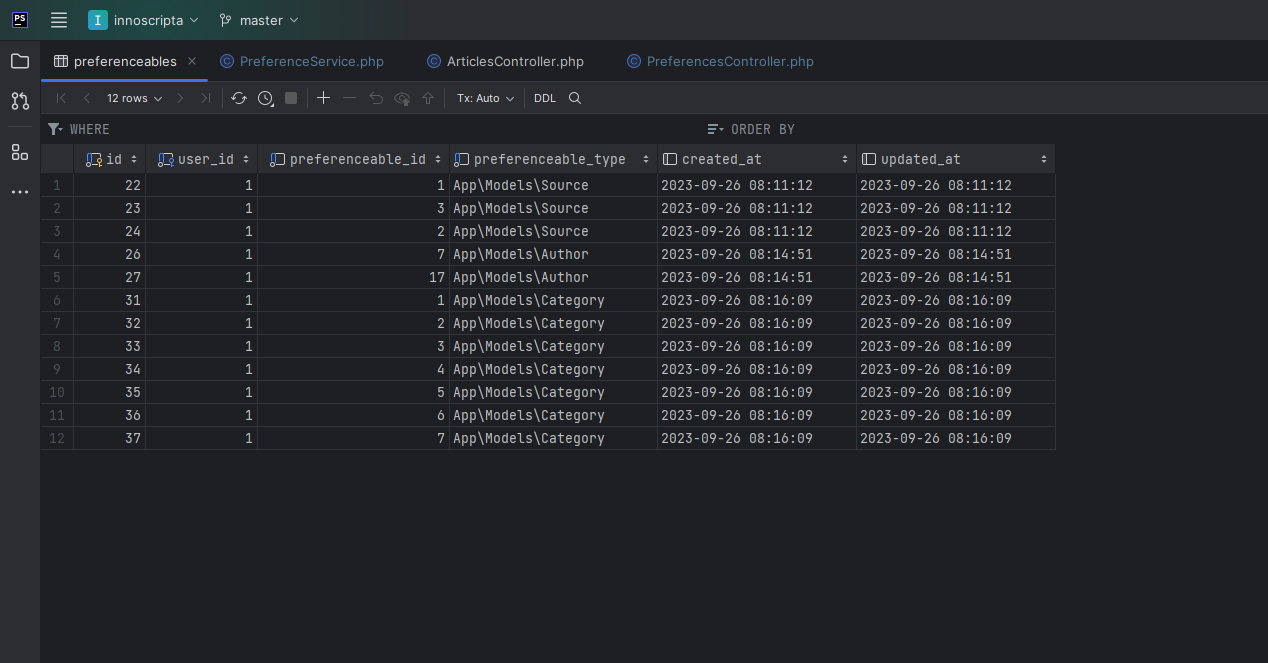 PS I innoscripta master
preferenceables PreferenceService.php ArticlesController.php PreferencesController.php
12 rows Tx: Auto DDL
WHERE ORDER BY
id user_id preferenceable_id preferenceable_type created_at updated_at
1 22 1 1 App\Models\Source 2023-09-26 08:11:12 2023-09-26 08:11:12
2 23 1 3 App\Models\Source 2023-09-26 08:11:12 2023-09-26 08:11:12
3 24 1 2 App\Models\Source 2023-09-26 08:11:12 2023-09-26 08:11:12
4 26 1 7 App\Models\Author 2023-09-26 08:14:51 2023-09-26 08:14:51
5 27 1 17 App\Models\Author 2023-09-26 08:14:51 2023-09-26 08:14:51
6 31 1 1 App\Models\Category 2023-09-26 08:16:09 2023-09-26 08:16:09
7 32 1 2 App\Models\Category 2023-09-26 08:16:09 2023-09-26 08:16:09
8 33 1 3 App\Models\Category 2023-09-26 08:16:09 2023-09-26 08:16:09
9 34 1 4 App\Models\Category 2023-09-26 08:16:09 2023-09-26 08:16:09
10 35 1 5 App\Models\Category 2023-09-26 08:16:09 2023-09-26 08:16:09
11 36 1 6 App\Models\Category 2023-09-26 08:16:09 2023-09-26 08:16:09
12 37 1 7 App\Models\Category 2023-09-26 08:16:09 2023-09-26 08:16:09